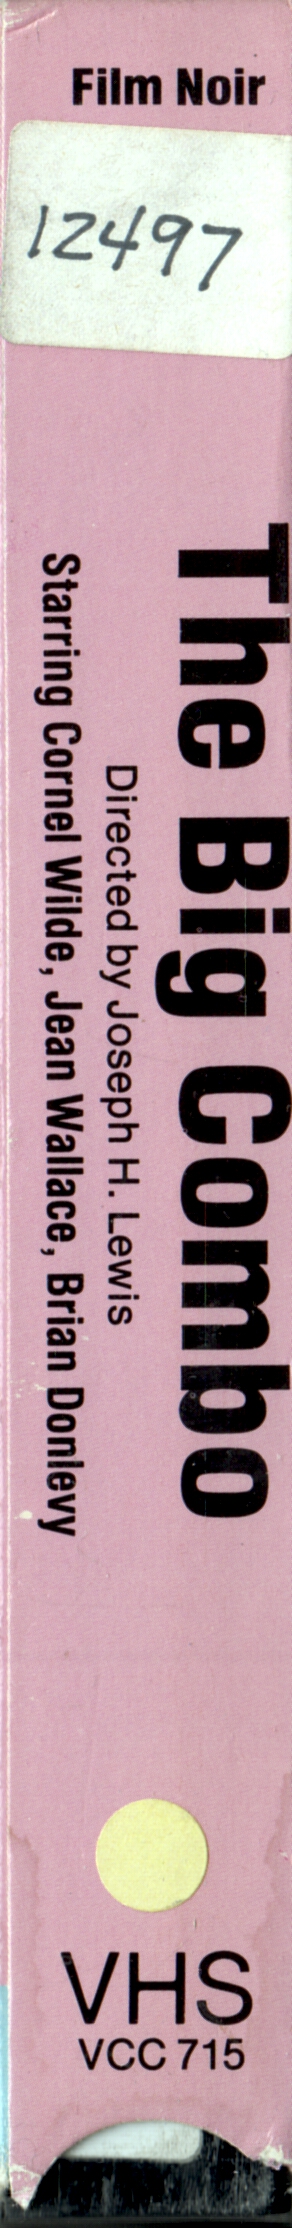 Film Noir
12497
The Big Combo
Directed by Joseph H. Lewis
Starring Cornel Wilde, Jean Wallace, Brian Donlevy
VHS
VCC 715